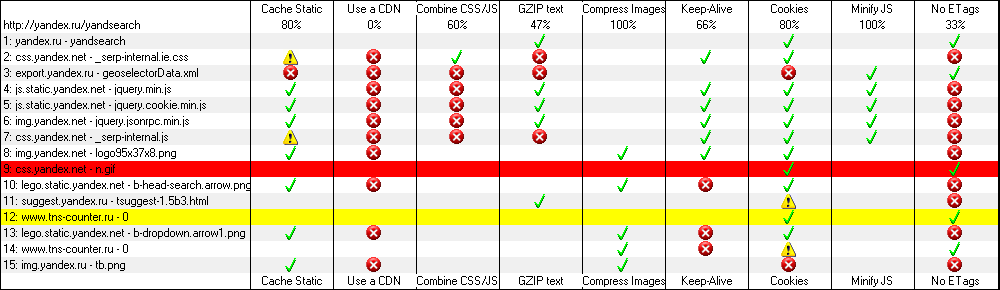 Cache Static Use a CDN Combine CSS/JS GZIP text Compress Images Keep-Alive Cookies Minify JS No ETags
http://yandex.ru/yandsearch 80% 0% 60% 47% 100% 66% 80% 100% 33%
1: yandex.ru - yandsearch
2: css.yandex.net - _serp-internal.ie.css
3: export.yandex.ru - geoselectorData.xml
4: js.static.yandex.net - jquery.min.js
5: js.static.yandex.net - jquery.cookie.min.js
6: img.yandex.net - jquery.jsonrpc.min.js
7: css.yandex.net - _serp-internal.js
8: img.yandex.net - logo95x37x8.png
9: css.yandex.net - n.gif
10: lego.static.yandex.net - b-head-search.arrow.png
11: suggest.yandex.ru - tsuggest-1.5b3.html
12: www.tns-counter.ru - 0
13: lego.static.yandex.net - b-dropdown.arrow1.png
14: www.tns-counter.ru - 0
15: img.yandex.ru - tb.png
Cache Static Use a CDN Combine CSS/JS GZIP text Compress Images Keep-Alive Cookies Minify JS No ETags